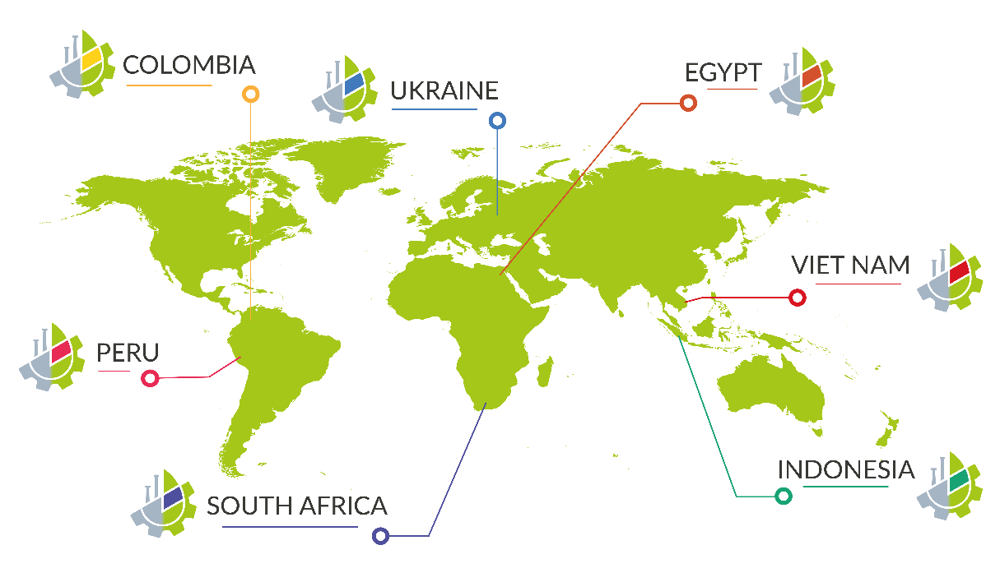 COLOMBIA
UKRAINE
EGYPT
VIET NAM
PERU
INDONESIA
SOUTH AFRICA